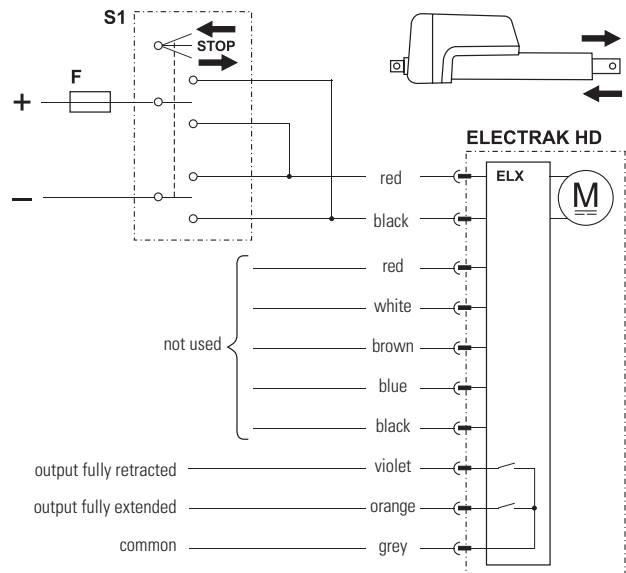 S1
STOP
F
+
–
ELECTRAK HD
ELX
M
red
black
red
white
not used
brown
blue
black
output fully retracted
violet
output fully extended
orange
common
grey